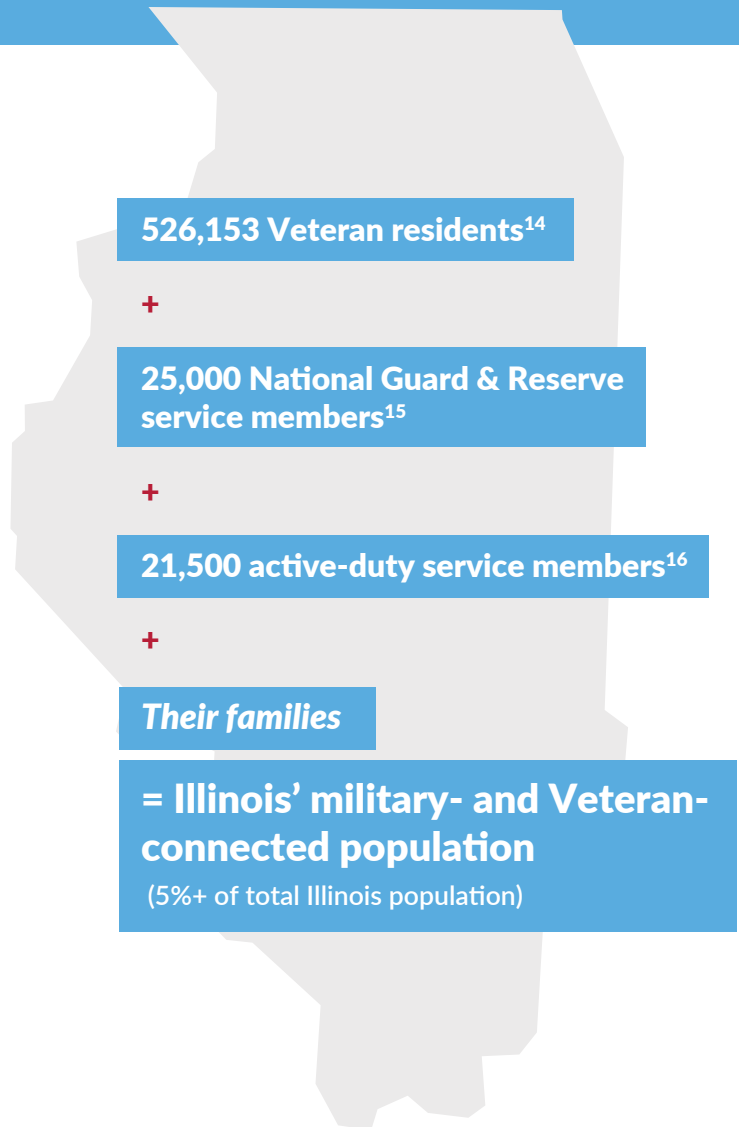 526,153 Veteran residents¹⁴
+
25,000 National Guard & Reserve
service members¹⁵
+
21,500 active-duty service members¹⁶
+
Their families
= Illinois’ military- and Veteran-
connected population
(5%+ of total Illinois population)